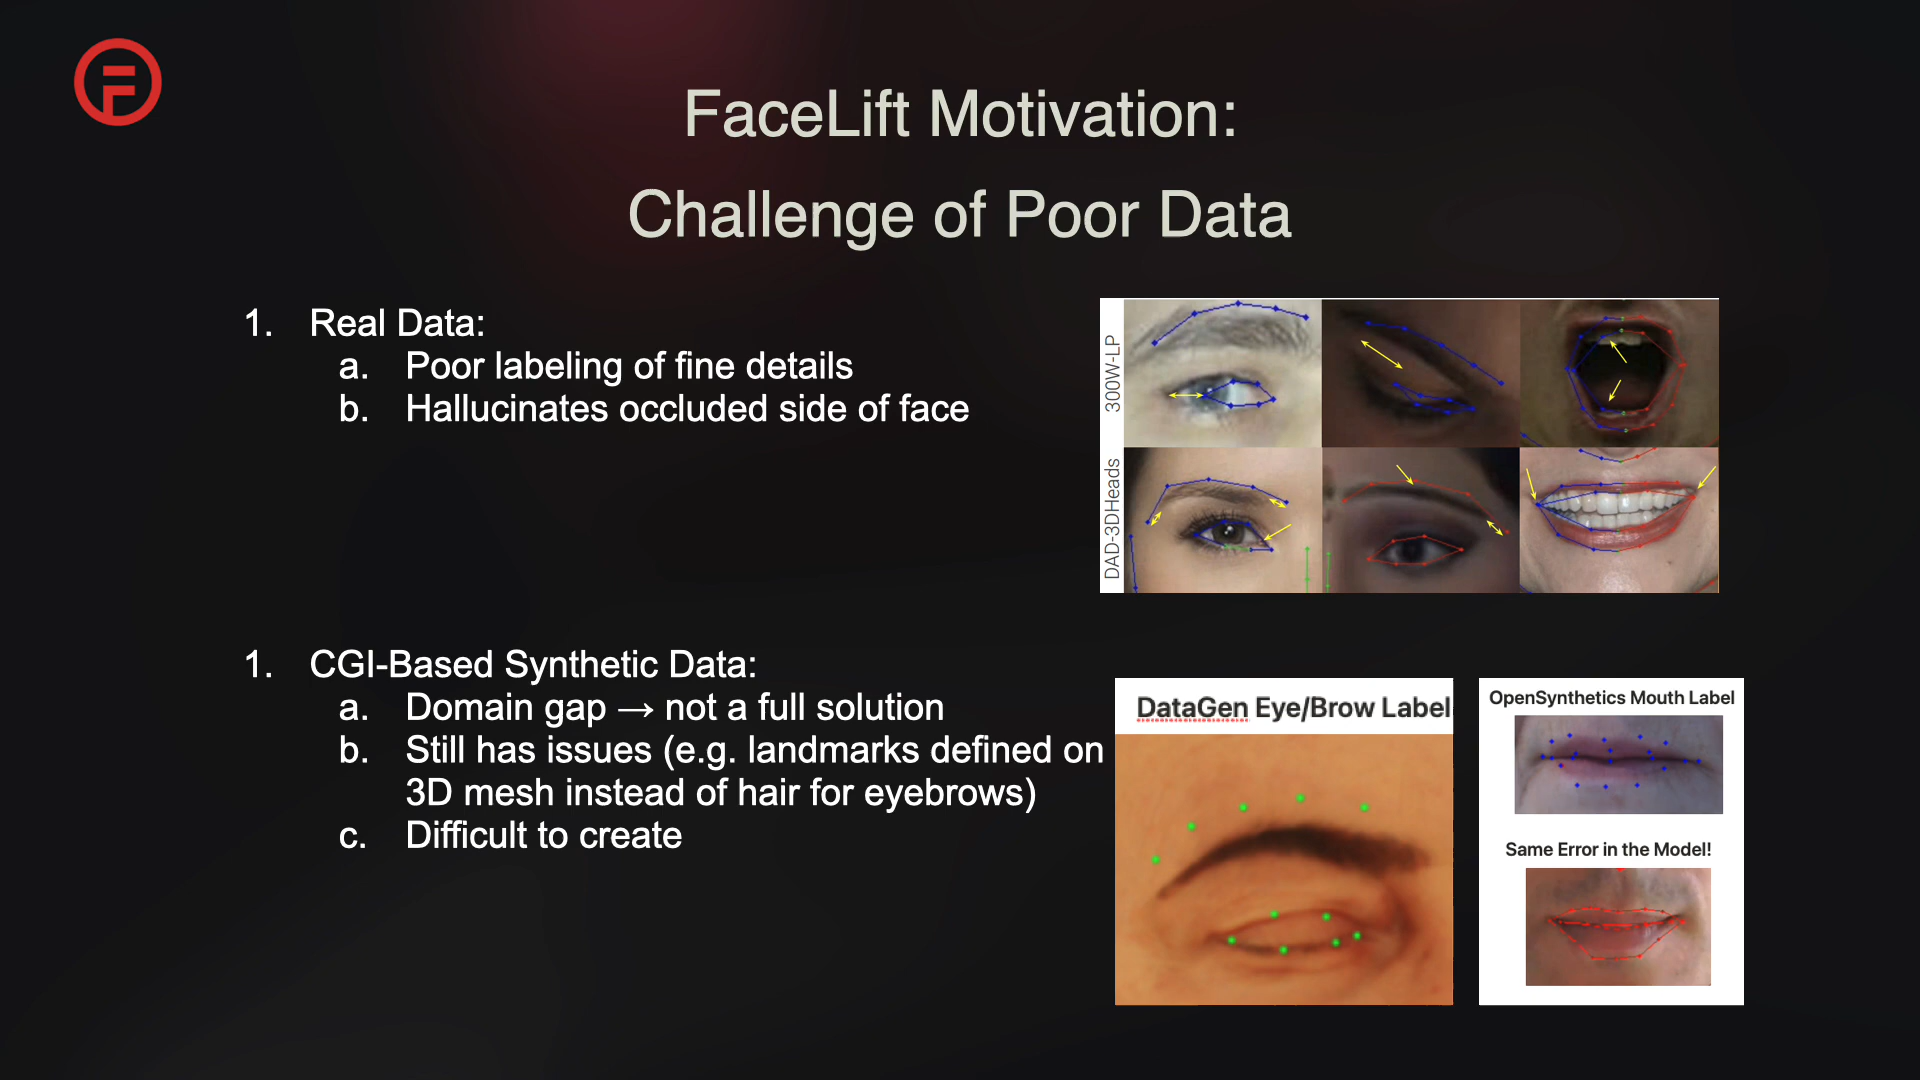 F
FaceLift Motivation:
Challenge of Poor Data
1. Real Data:
a. Poor labeling of fine details
b. Hallucinates occluded side of face
300W-LP
DAD-3DHeads
1. CGI-Based Synthetic Data:
a. Domain gap → not a full solution
b. Still has issues (e.g. landmarks defined on
3D mesh instead of hair for eyebrows)
c. Difficult to create
DataGen Eye/Brow Label
OpenSynthetics Mouth Label
Same Error in the Model!